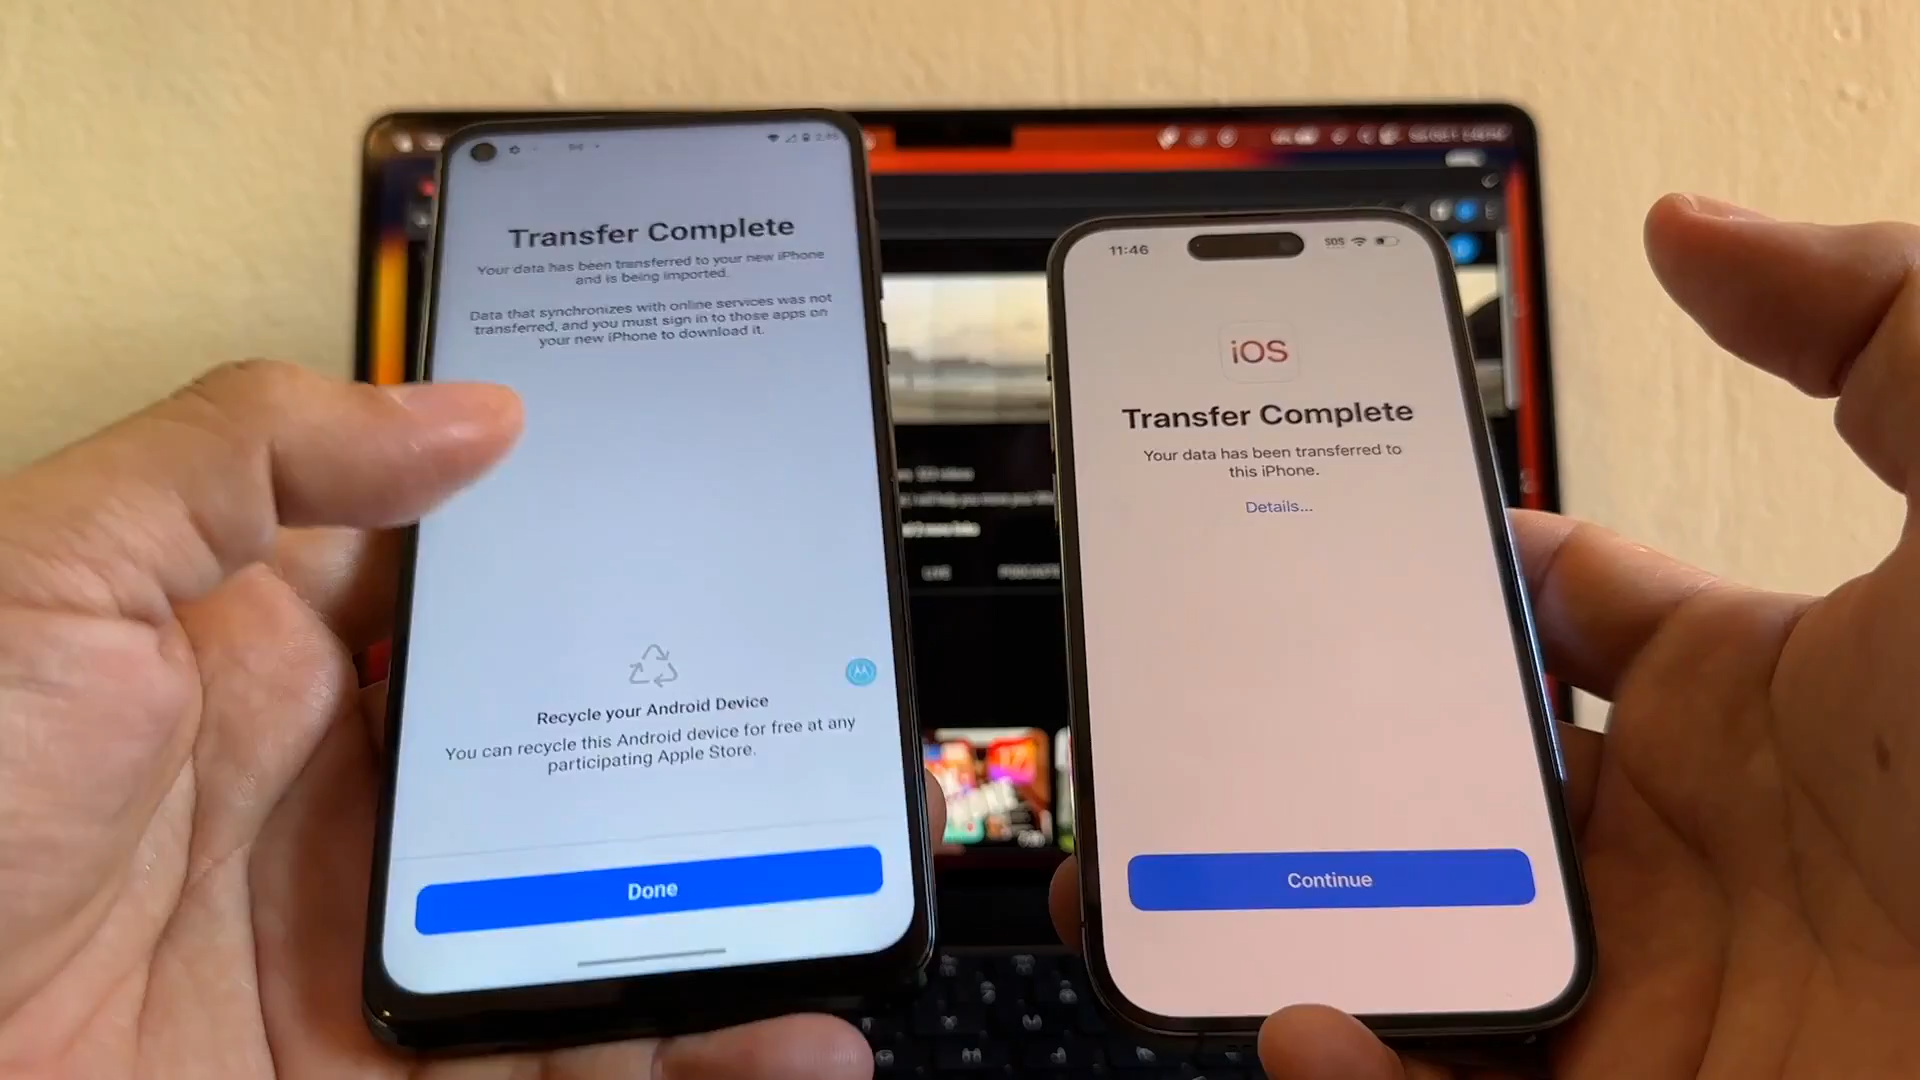 Transfer Complete
Your data has been transferred to your new iPhone
and is being imported.
Data that synchronizes with online services was not
transferred, and you must sign in to those apps on
your new iPhone to download it.
Recycle your Android Device
You can recycle this Android device for free at any
participating Apple Store.
Done
11:46
SOS
iOS
Transfer Complete
Your data has been transferred to
this iPhone.
Details...
Continue
LIVE